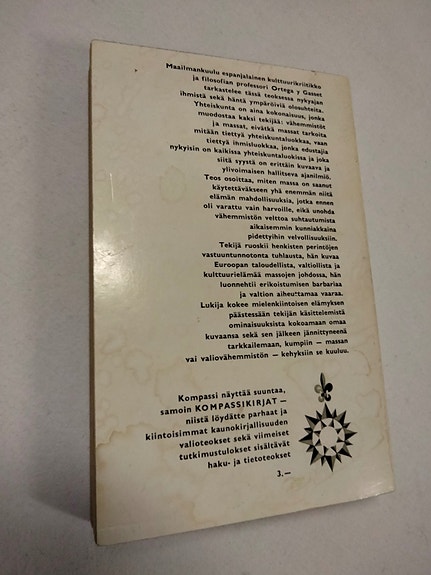 Maailmankuulu espanjalainen kulttuurikriitikko
ja filosofian professori Ortega y Gasset
tarkastelee tässä teoksessa nykyajan
ihmistä sekä häntä ympäröiviä olosuhteita.
Yhteiskunta on aina kokonaisuus, jonka
muodostaa kaksi tekijää: vähemmistöt
ja massat, eivätkä massat tarkoita
mitään tiettyä yhteiskuntaluokkaa, vaan
tiettyä ihmisluokkaa, jonka edustajia
nykyisin on kaikissa yhteiskuntaluokissa ja joka
siitä syystä on erittäin kuvaava ja
ylivoimaisen hallitseva ajanilmiö.
Teos osoittaa, miten massa on saanut
käytettäväkseen yhä enemmän niitä
elämän mahdollisuuksia, jotka ennen
oli varattu vain harvoille, eikä unohda
vähemmistön velttoa suhtautumista
aikaisemmin kunniakkaina
pidettyihin velvollisuuksiin.
Tekijä ruoskii henkisten perintöjen
vastuuntunnotonta tuhlausta, hän kuvaa
Euroopan taloudellista, valtiollista ja
kulttuurielämää massojen johdossa, hän
luonnehtii erikoistumisen barbariaa
ja valtion aiheuttamaa vaaraa.
Lukija kokee mielenkiintoisen elämyksen
päästessään tekijän käsittelemistä
ominaisuuksista kokoamaan omaa
kuvaansa sekä sen jälkeen jännittyneenä
tarkkailemaan, kumpiin — massan
vai valiovähemmistön — kehyksiin se kuuluu.
Kompassi näyttää suuntaa,
samoin KOMPASSIKIRJAT —
niistä löydätte parhaat ja
kiintoisimmat kaunokirjallisuuden
valioteokset sekä viimeiset
tutkimustulokset sisältävät
haku- ja tietoteokset
3.—